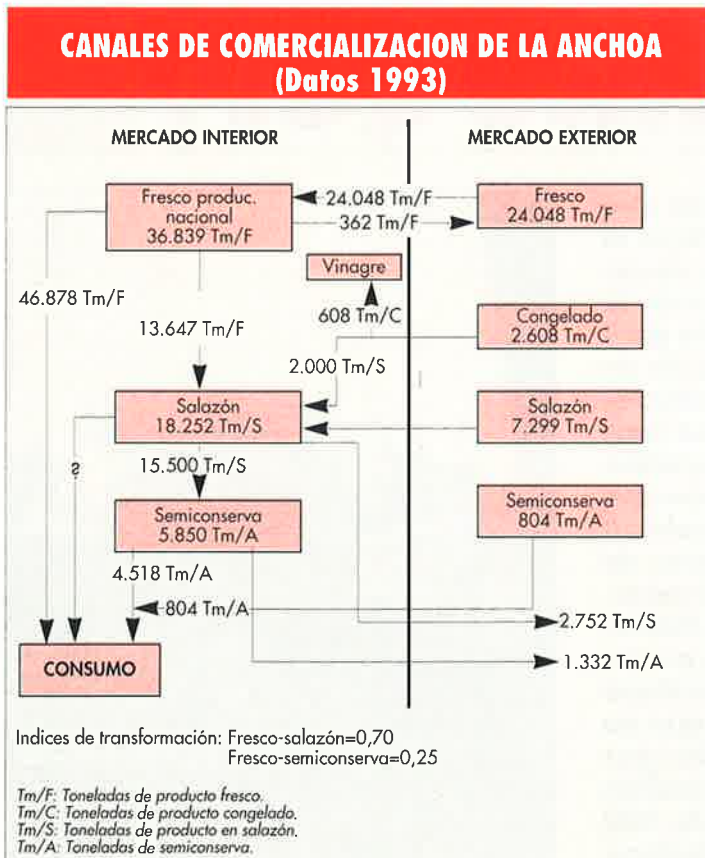 CANALES DE COMERCIALIZACION DE LA ANCHOA
(Datos 1993)
MERCADO INTERIOR
MERCADO EXTERIOR
Fresco produc.
nacional
36.839 Tm/F
24.048 Tm/F
362 Tm/F
Fresco
24.048 Tm/F
Vinagre
46.878 Tm/F
608 Tm/C
13.647 Tm/F
Congelado
2.608 Tm/C
2.000 Tm/S
Salazón
18.252 Tm/S
Salazón
7.299 Tm/S
?
15.500 Tm/S
Semiconserva
5.850 Tm/A
Semiconserva
804 Tm/A
4.518 Tm/A
804 Tm/A
2.752 Tm/S
CONSUMO
1.332 Tm/A
Indices de transformación: Fresco-salazón=0,70
Fresco-semiconserva=0,25
Tm/F: Toneladas de producto fresco.
Tm/C: Toneladas de producto congelado.
Tm/S: Toneladas de producto en salazón.
Tm/A: Toneladas de semiconserva.